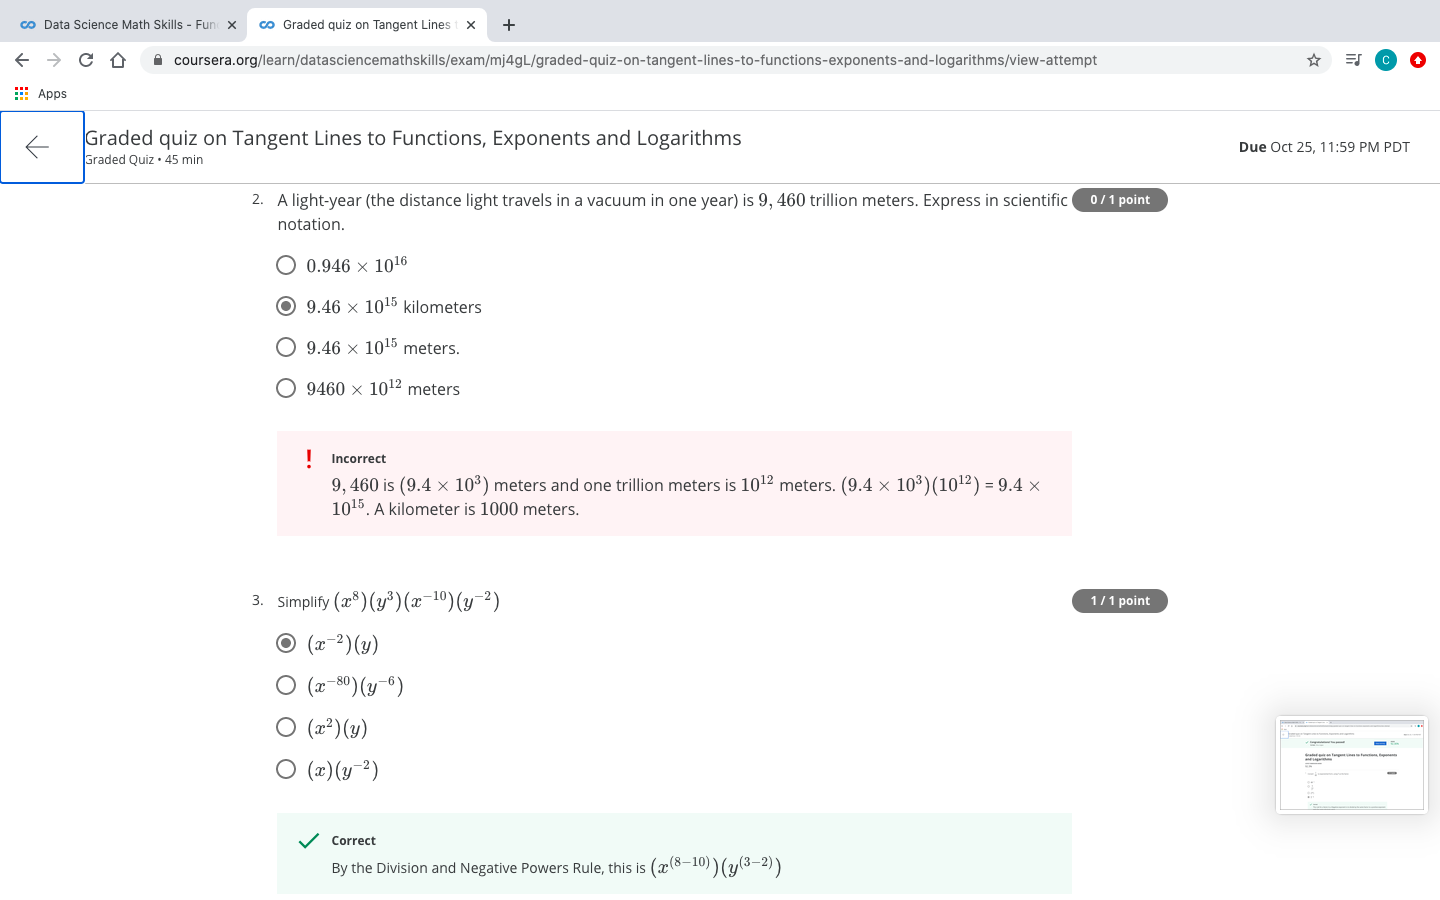 Data Science Math Skills - Fun
Graded quiz on Tangent Lines t
coursera.org/learn/datasciencemathskills/exam/mj4gL/graded-quiz-on-tangent-lines-to-functions-exponents-and-logarithms/view-attempt
C
Apps
Graded quiz on Tangent Lines to Functions, Exponents and Logarithms
Graded Quiz • 45 min
Due Oct 25, 11:59 PM PDT
2. A light-year (the distance light travels in a vacuum in one year) is 9, 460 trillion meters. Express in scientific 0 / 1 point
notation.
0.946 × 10^16
9.46 × 10^15 kilometers
9.46 × 10^15 meters.
9460 × 10^12 meters
! Incorrect
9, 460 is (9.4 × 10^3) meters and one trillion meters is 10^12 meters. (9.4 × 10^3)(10^12) = 9.4 ×
10^15. A kilometer is 1000 meters.
3. Simplify (x^8)(y^3)(x^−10)(y^−2) 1 / 1 point
(x^−2)(y)
(x^−80)(y^−6)
(x^2)(y)
(x)(y^−2)
Correct
By the Division and Negative Powers Rule, this is (x^(8−10))(y^(3−2))